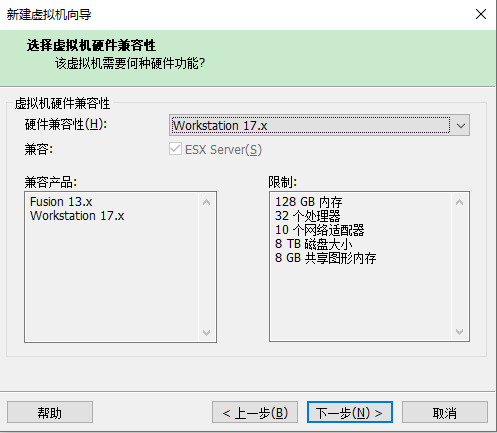 新建虚拟机向导
选择虚拟机硬件兼容性
该虚拟机需要何种硬件功能?
虚拟机硬件兼容性
硬件兼容性(H):
Workstation 17.x
兼容:
ESX Server(S)
兼容产品:
限制:
Fusion 13.x
Workstation 17.x
128 GB 内存
32 个处理器
10 个网络适配器
8 TB 磁盘大小
8 GB 共享图形内存
帮助
< 上一步(B)
下一步(N) >
取消